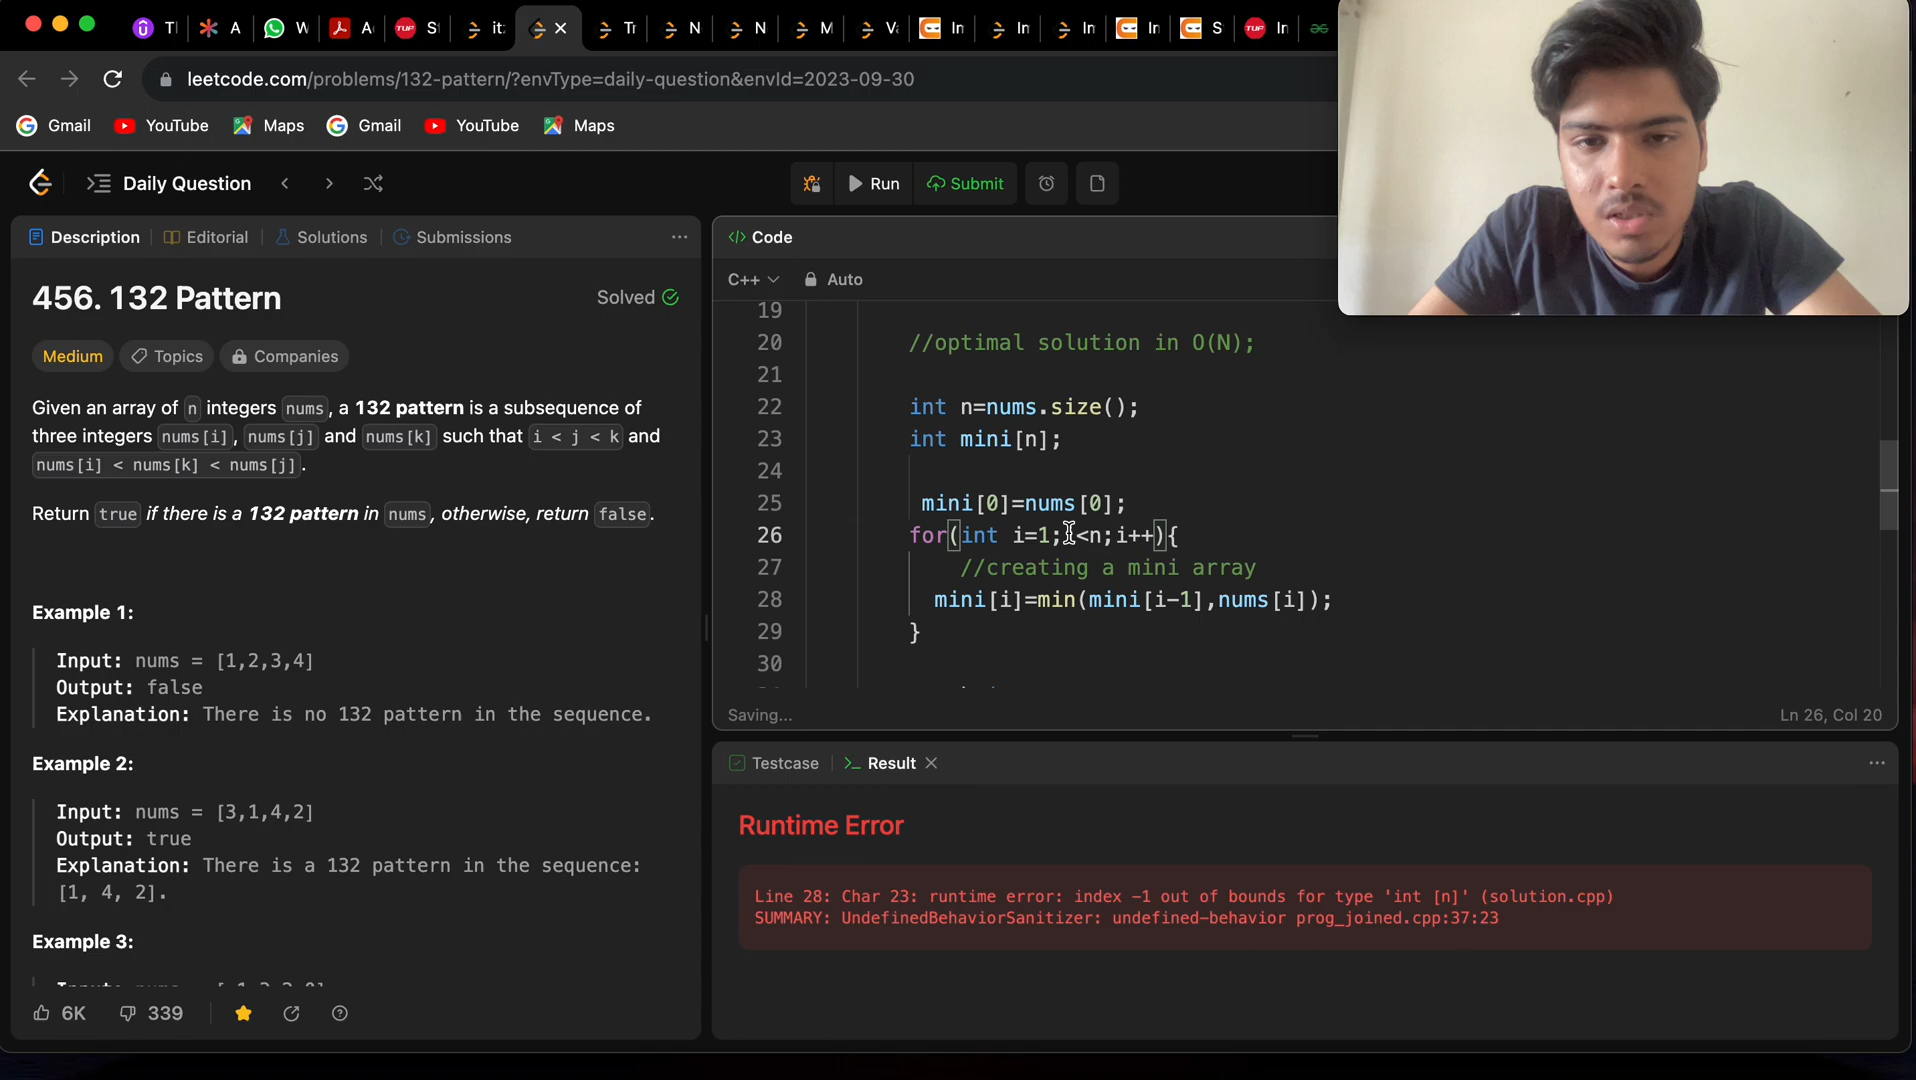 T
A
W
A
S
it
Tr
N
N
M
Va
In
In
In
In
S
In
leetcode.com/problems/132-pattern/?envType=daily-question&envId=2023-09-30
Gmail YouTube Maps Gmail YouTube Maps
Daily Question
Run Submit
Description Editorial Solutions Submissions
456. 132 Pattern
Solved
Medium Topics Companies
Given an array of n integers nums, a 132 pattern is a subsequence of
three integers nums[i], nums[j] and nums[k] such that i < j < k and
nums[i] < nums[k] < nums[j].
Return true if there is a 132 pattern in nums, otherwise, return false.
Example 1:
Input: nums = [1,2,3,4]
Output: false
Explanation: There is no 132 pattern in the sequence.
Example 2:
Input: nums = [3,1,4,2]
Output: true
Explanation: There is a 132 pattern in the sequence:
[1, 4, 2].
Example 3:
6K 339
</> Code
C++ Auto
19
20 //optimal solution in O(N);
21
22 int n=nums.size();
23 int mini[n];
24
25 mini[0]=nums[0];
26 for(int i=1;i<n;i++){
27 //creating a mini array
28 mini[i]=min(mini[i-1],nums[i]);
29 }
30
Saving... Ln 26, Col 20
Testcase >_ Result
Runtime Error
Line 28: Char 23: runtime error: index -1 out of bounds for type 'int [n]' (solution.cpp)
SUMMARY: UndefinedBehaviorSanitizer: undefined-behavior prog_joined.cpp:37:23